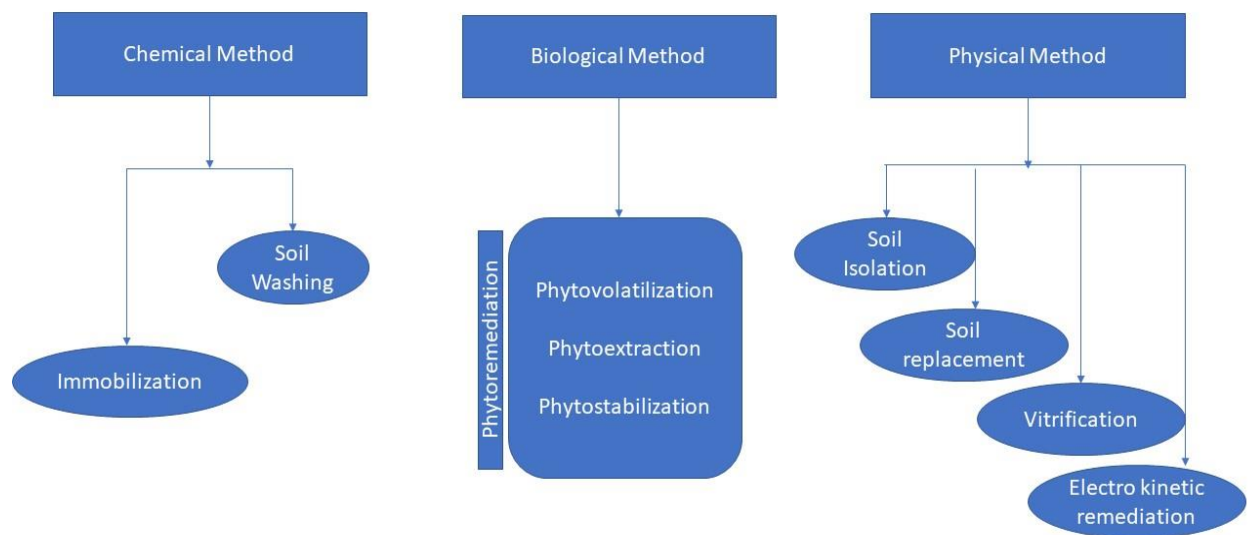 Chemical Method
Biological Method
Physical Method
Soil
Washing
Immobilization
Phytoremediation
Phytovolatilization
Phytoextraction
Phytostabilization
Soil
Isolation
Soil
replacement
Vitrification
Electro kinetic
remediation